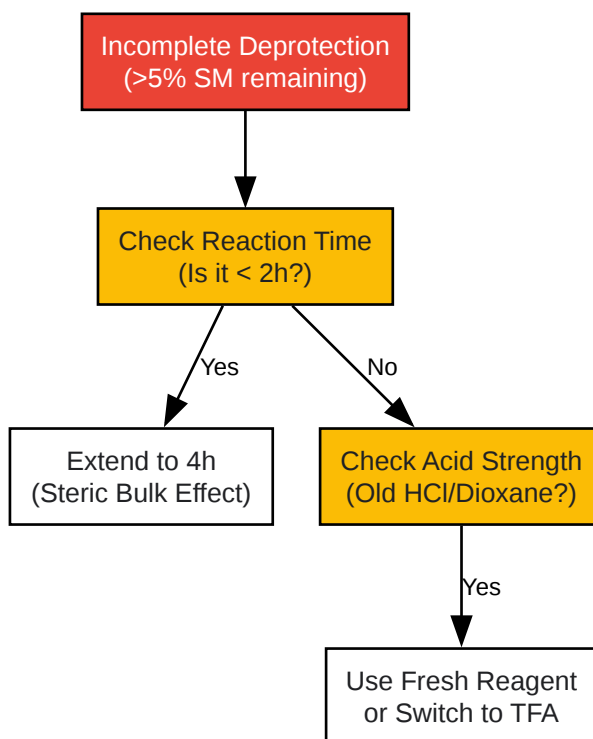 Incomplete Deprotection
(>5% SM remaining)
Check Reaction Time
(Is it < 2h?)
Yes
No
Extend to 4h
(Steric Bulk Effect)
Check Acid Strength
(Old HCl/Dioxane?)
Yes
Use Fresh Reagent
or Switch to TFA